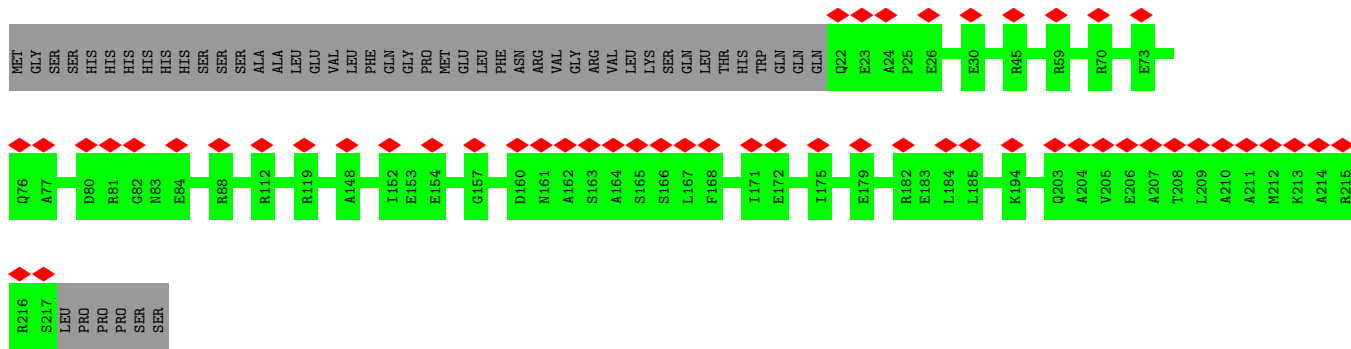 MET GLY SER SER HIS HIS HIS HIS HIS HIS SER SER SER ALA ALA LEU GLU VAL LEU PHE GLN GLY PRO MET GLU LEU PHE ASN ARG VAL GLY ARG VAL LEU LYS SER GLN LEU THR HIS TRP GLN GLN GLN Q22 E23 A24 P25 E26 E30 R45 R59 R70 E73
Q76 A77 D80 R81 G82 N83 E84 R88 R112 R119 A148 I152 E153 E154 G157 D160 N161 A162 S163 A164 S165 S166 L167 F168 I171 E172 I175 E179 R182 E183 L184 L185 K194 Q203 A204 V205 E206 A207 T208 L209 A210 A211 M212 K213 A214 R215
R216 S217 LEU PRO PRO PRO SER SER